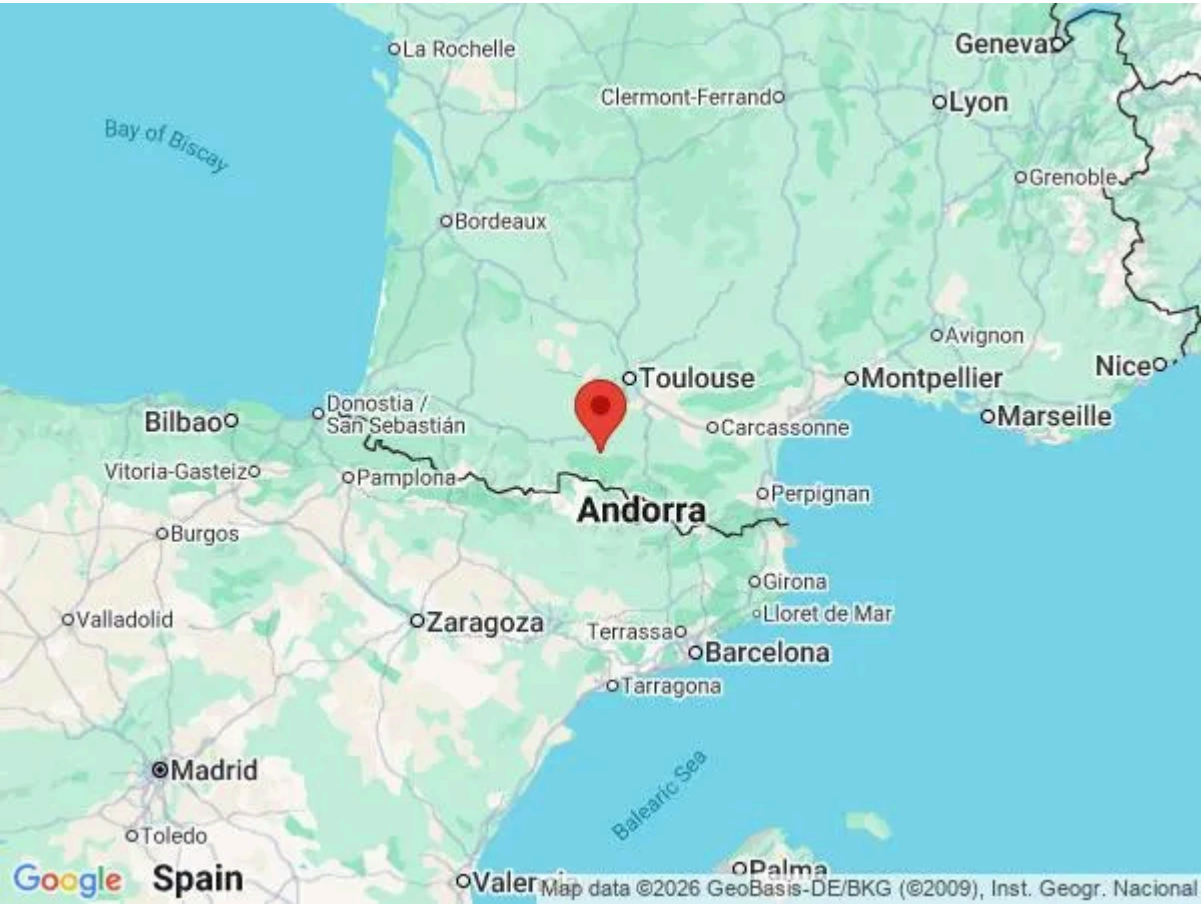 La Rochelle
Geneva
Clermont-Ferrand
Lyon
Bay of Biscay
Grenoble
Bordeaux
Avignon
Nice
Toulouse
Montpellier
Donostia /
San Sebastián
Bilbao
Marseille
Carcassonne
Vitoria-Gasteiz
Pamplona
Perpignan
Andorra
Burgos
Girona
Lloret de Mar
Valladolid
Zaragoza
Terrassa
Barcelona
Tarragona
Madrid
Balearic Sea
Toledo
Palma
Google
Spain
Map data ©2026 GeoBasis-DE/BKG (©2009), Inst. Geogr. Nacional